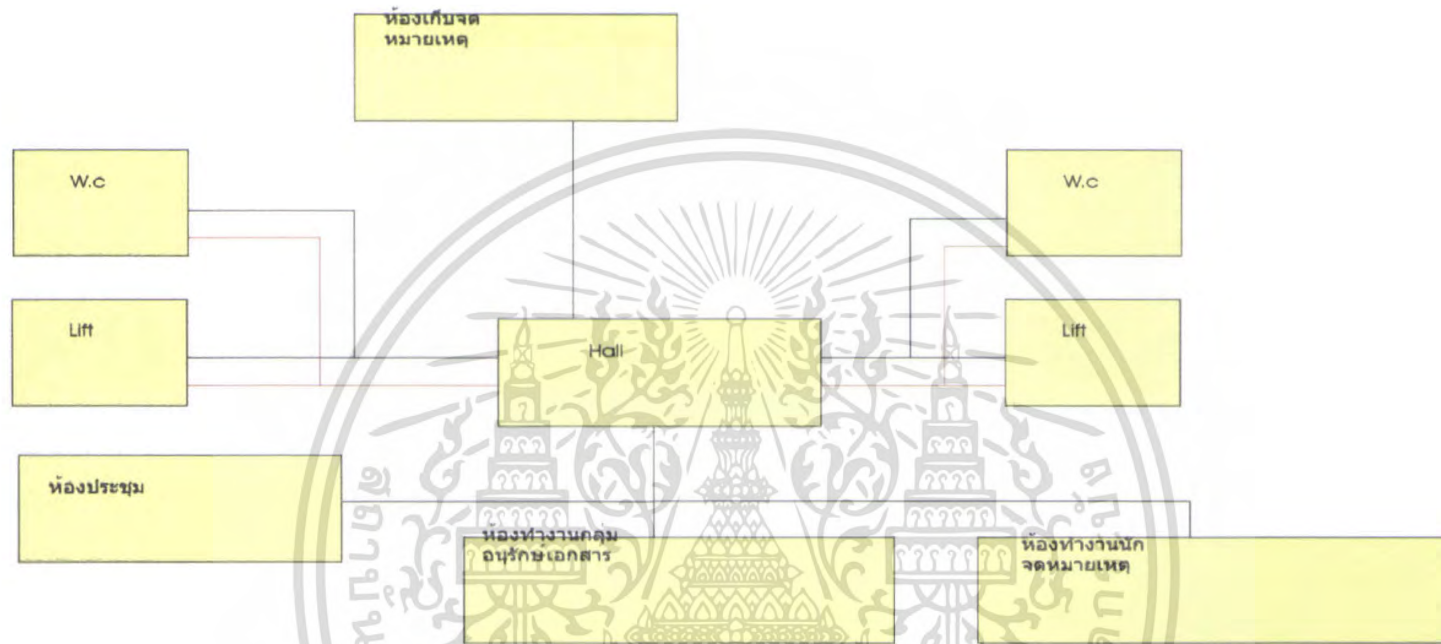 ห้องเก็บจด
หมายเหตุ
W.c
W.c
Lift
Hall
Lift
ห้องประชุม
ห้องทำงานกลุ่ม
อนุรักษ์เอกสาร
ห้องทำงานนัก
จดหมายเหตุ